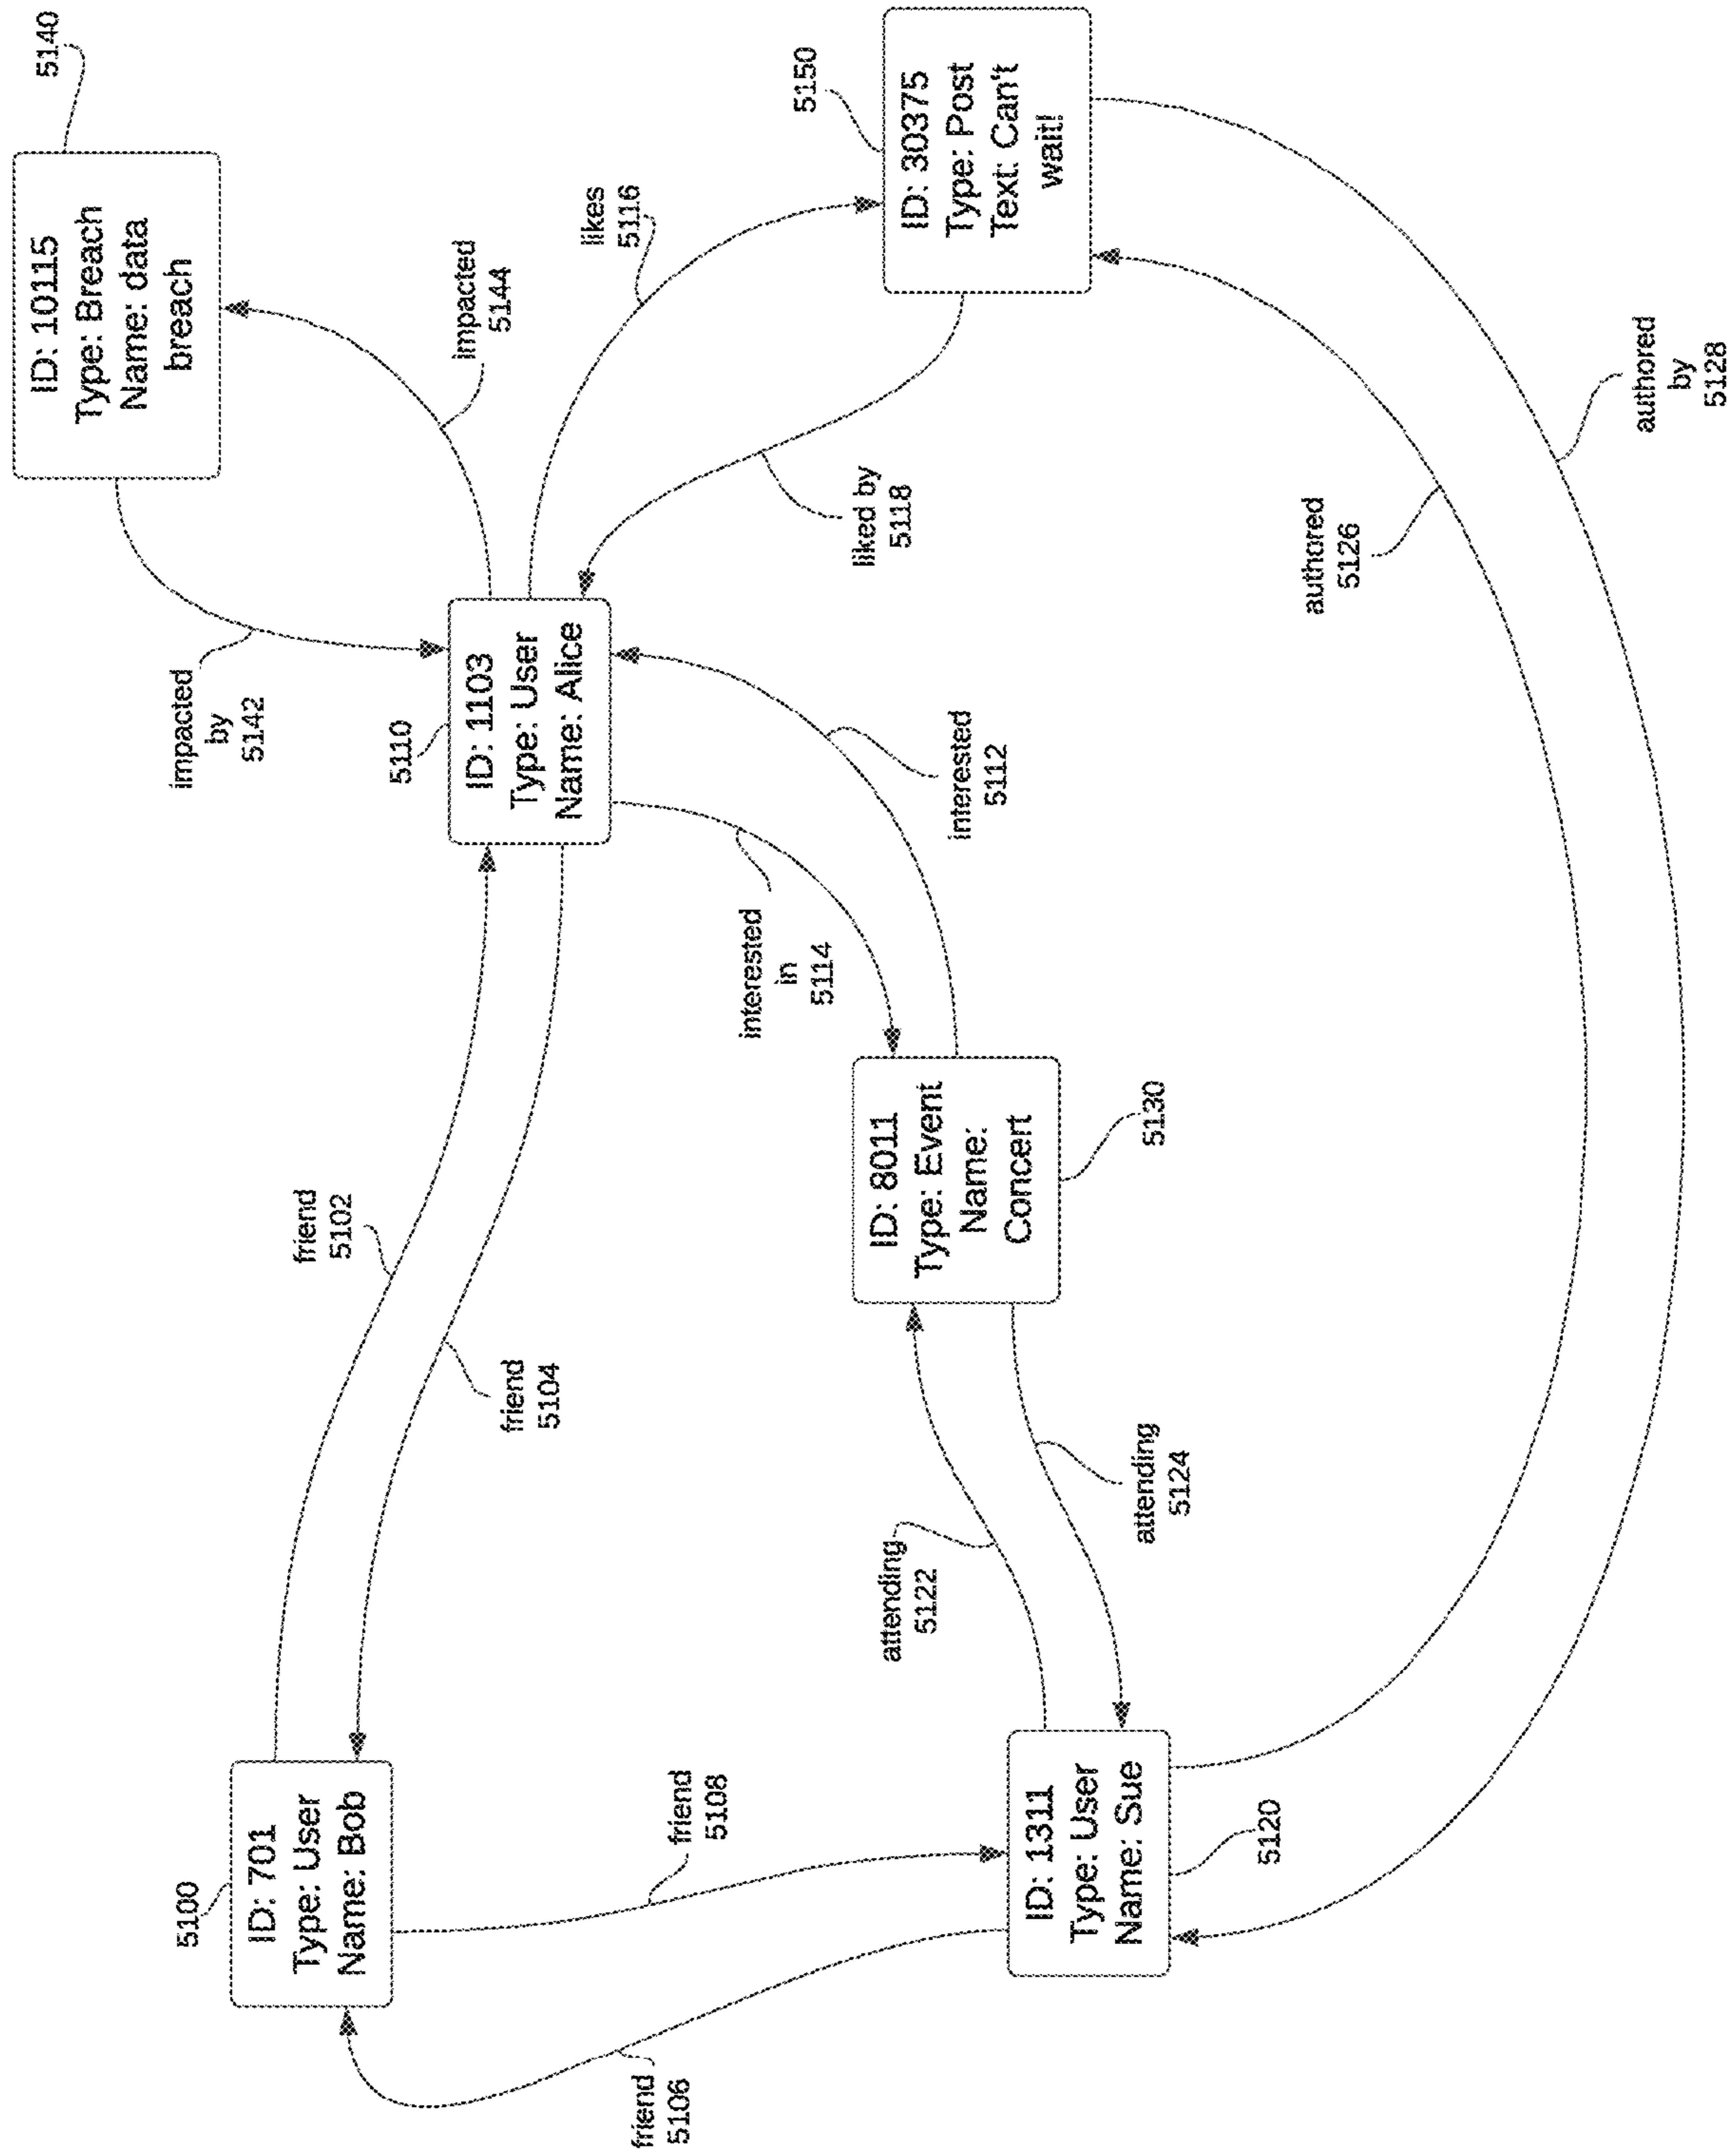 5100
ID: 701
Type: User
Name: Bob
friend
5102
friend
5104
friend
5106
friend
5108
5110
ID: 1103
Type: User
Name: Alice
impacted
by
5142
5140
ID: 10115
Type: Breach
Name: data
breach
impacted
5144
likes
5116
liked by
5118
5150
ID: 30375
Type: Post
Text: Can't
wait!
interested
in
5114
interested
5112
ID: 8011
Type: Event
Name:
Concert
5130
attending
5122
attending
5124
ID: 1311
Type: User
Name: Sue
5120
authored
5126
authored
by
5128